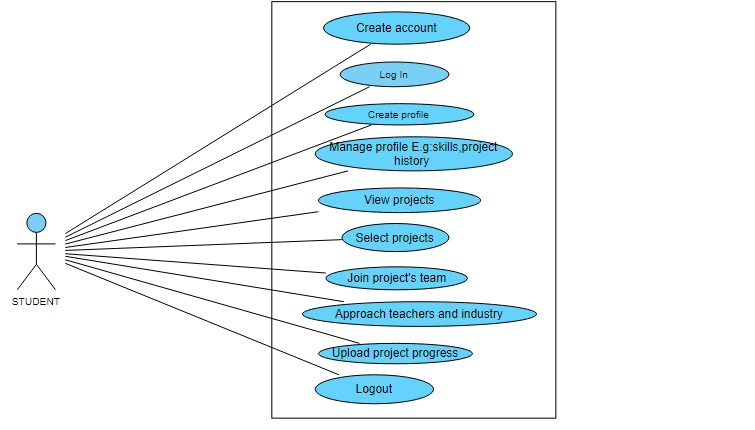 Create account
Log In
Create profile
Manage profile E.g:skills,project
history
View projects
Select projects
Join project's team
STUDENT
Approach teachers and industry
Upload project progress
Logout